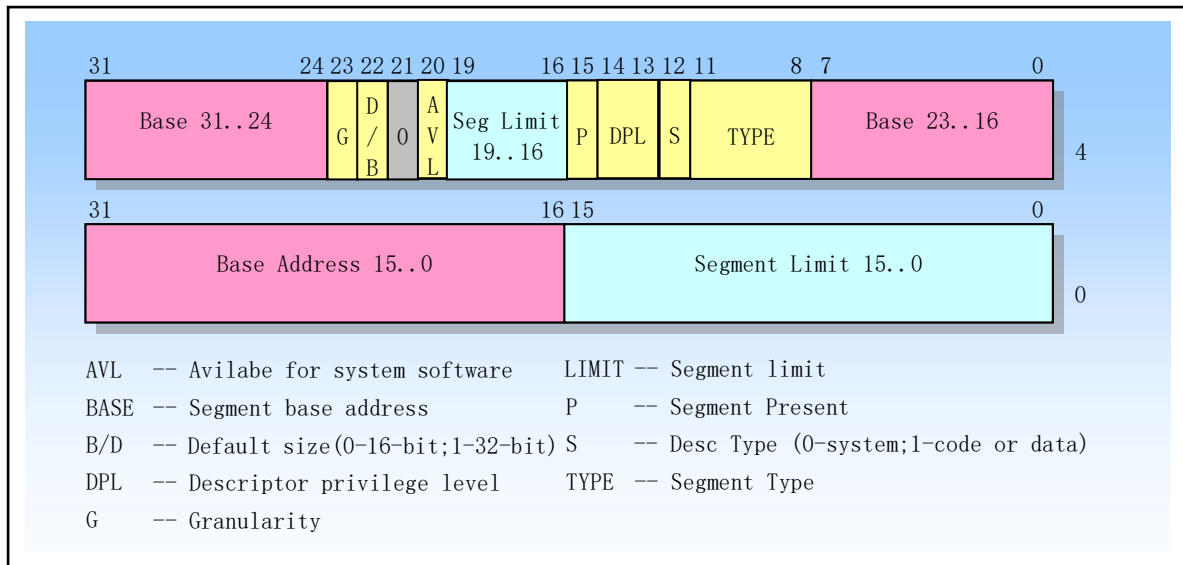 31 24 23 22 21 20 19 16 15 14 13 12 11 8 7 0
Base 31..24 G D/B 0 AVL Seg Limit 19..16 P DPL S TYPE Base 23..16 4
31 16 15 0
Base Address 15..0 Segment Limit 15..0 0
AVL -- Avilabe for system software LIMIT -- Segment limit
BASE -- Segment base address P -- Segment Present
B/D -- Default size(0-16-bit;1-32-bit) S -- Desc Type (0-system;1-code or data)
DPL -- Descriptor privilege level TYPE -- Segment Type
G -- Granularity